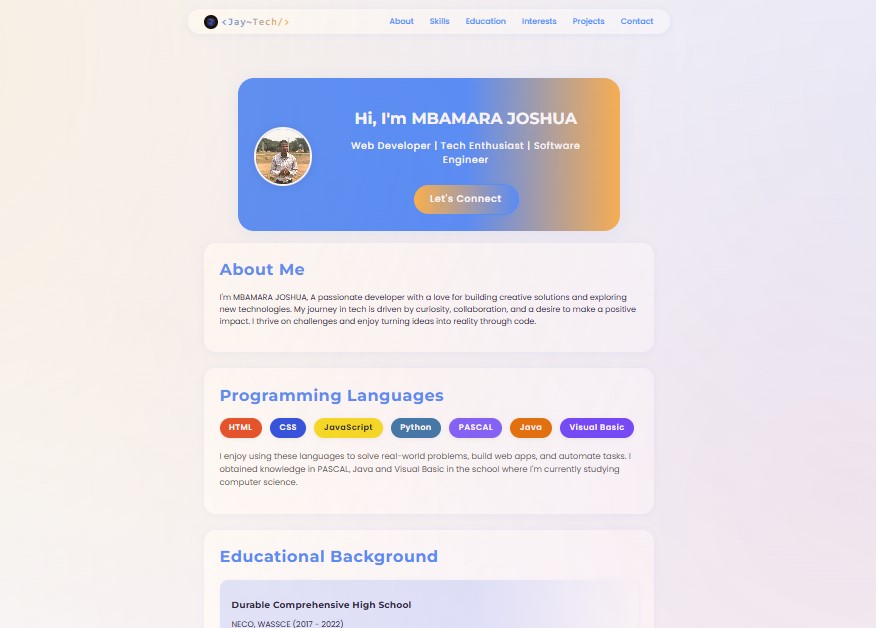 <Jay~Tech/>
About Skills Education Interests Projects Contact
Hi, I'm MBAMARA JOSHUA
Web Developer | Tech Enthusiast | Software
Engineer
Let's Connect
About Me
I'm MBAMARA JOSHUA, A passionate developer with a love for building creative solutions and exploring
new technologies. My journey in tech is driven by curiosity, collaboration, and a desire to make a positive
impact. I thrive on challenges and enjoy turning ideas into reality through code.
Programming Languages
HTML CSS JavaScript Python PASCAL Java Visual Basic
I enjoy using these languages to solve real-world problems, build web apps, and automate tasks. I
obtained knowledge in PASCAL, Java and Visual Basic in the school where I'm currently studying
computer science.
Educational Background
Durable Comprehensive High School
NECO, WASSCE (2017 - 2022)